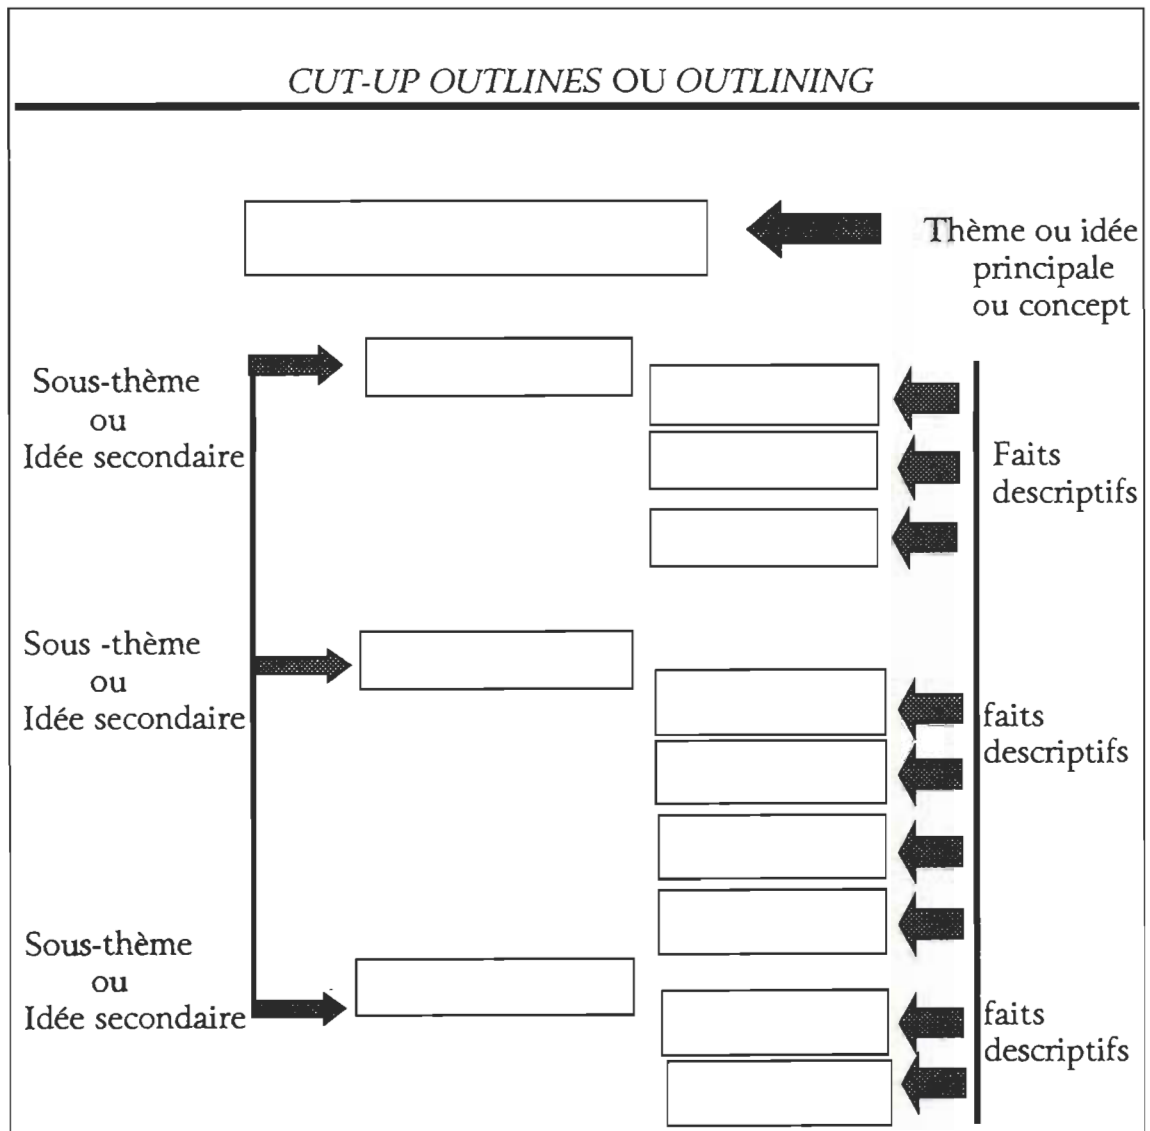 CUT-UP OUTLINES OU OUTLINING
Thème ou idée
principale
ou concept
Sous-thème
ou
Idée secondaire
Faits
descriptifs
Sous -thème
ou
Idée secondaire
faits
descriptifs
Sous-thème
ou
Idée secondaire
faits
descriptifs